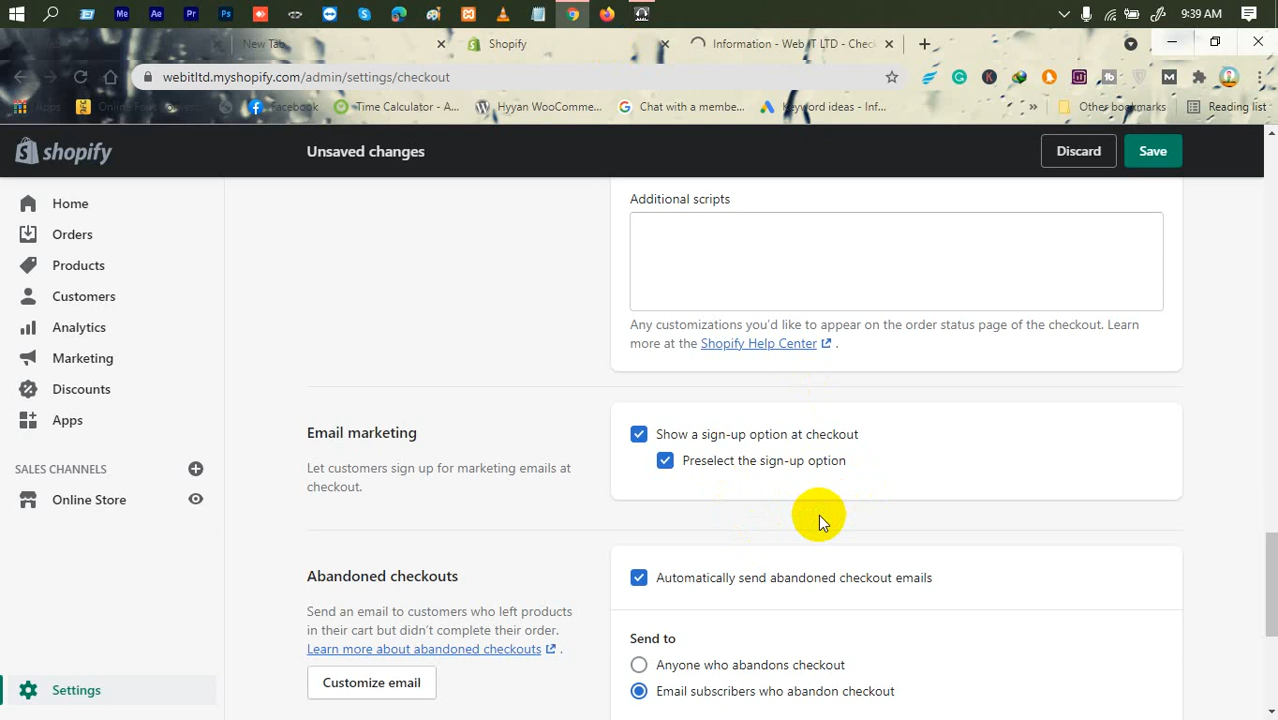 9:39 AM
New Tab
Shopify
Information - Web IT LTD - Chec
webitltd.myshopify.com/admin/settings/checkout
Apps
Facebook
Time Calculator - A...
Hyyan WooComme...
Chat with a membe...
Keyword ideas - Inf...
Other bookmarks
Reading list
shopify
Unsaved changes
Discard
Save
Home
Orders
Products
Customers
Analytics
Marketing
Discounts
Apps
SALES CHANNELS
Online Store
Settings
Additional scripts
Any customizations you'd like to appear on the order status page of the checkout. Learn
more at the Shopify Help Center .
Email marketing
Let customers sign up for marketing emails at
checkout.
Show a sign-up option at checkout
Preselect the sign-up option
Abandoned checkouts
Send an email to customers who left products
in their cart but didn't complete their order.
Learn more about abandoned checkouts .
Customize email
Automatically send abandoned checkout emails
Send to
Anyone who abandons checkout
Email subscribers who abandon checkout